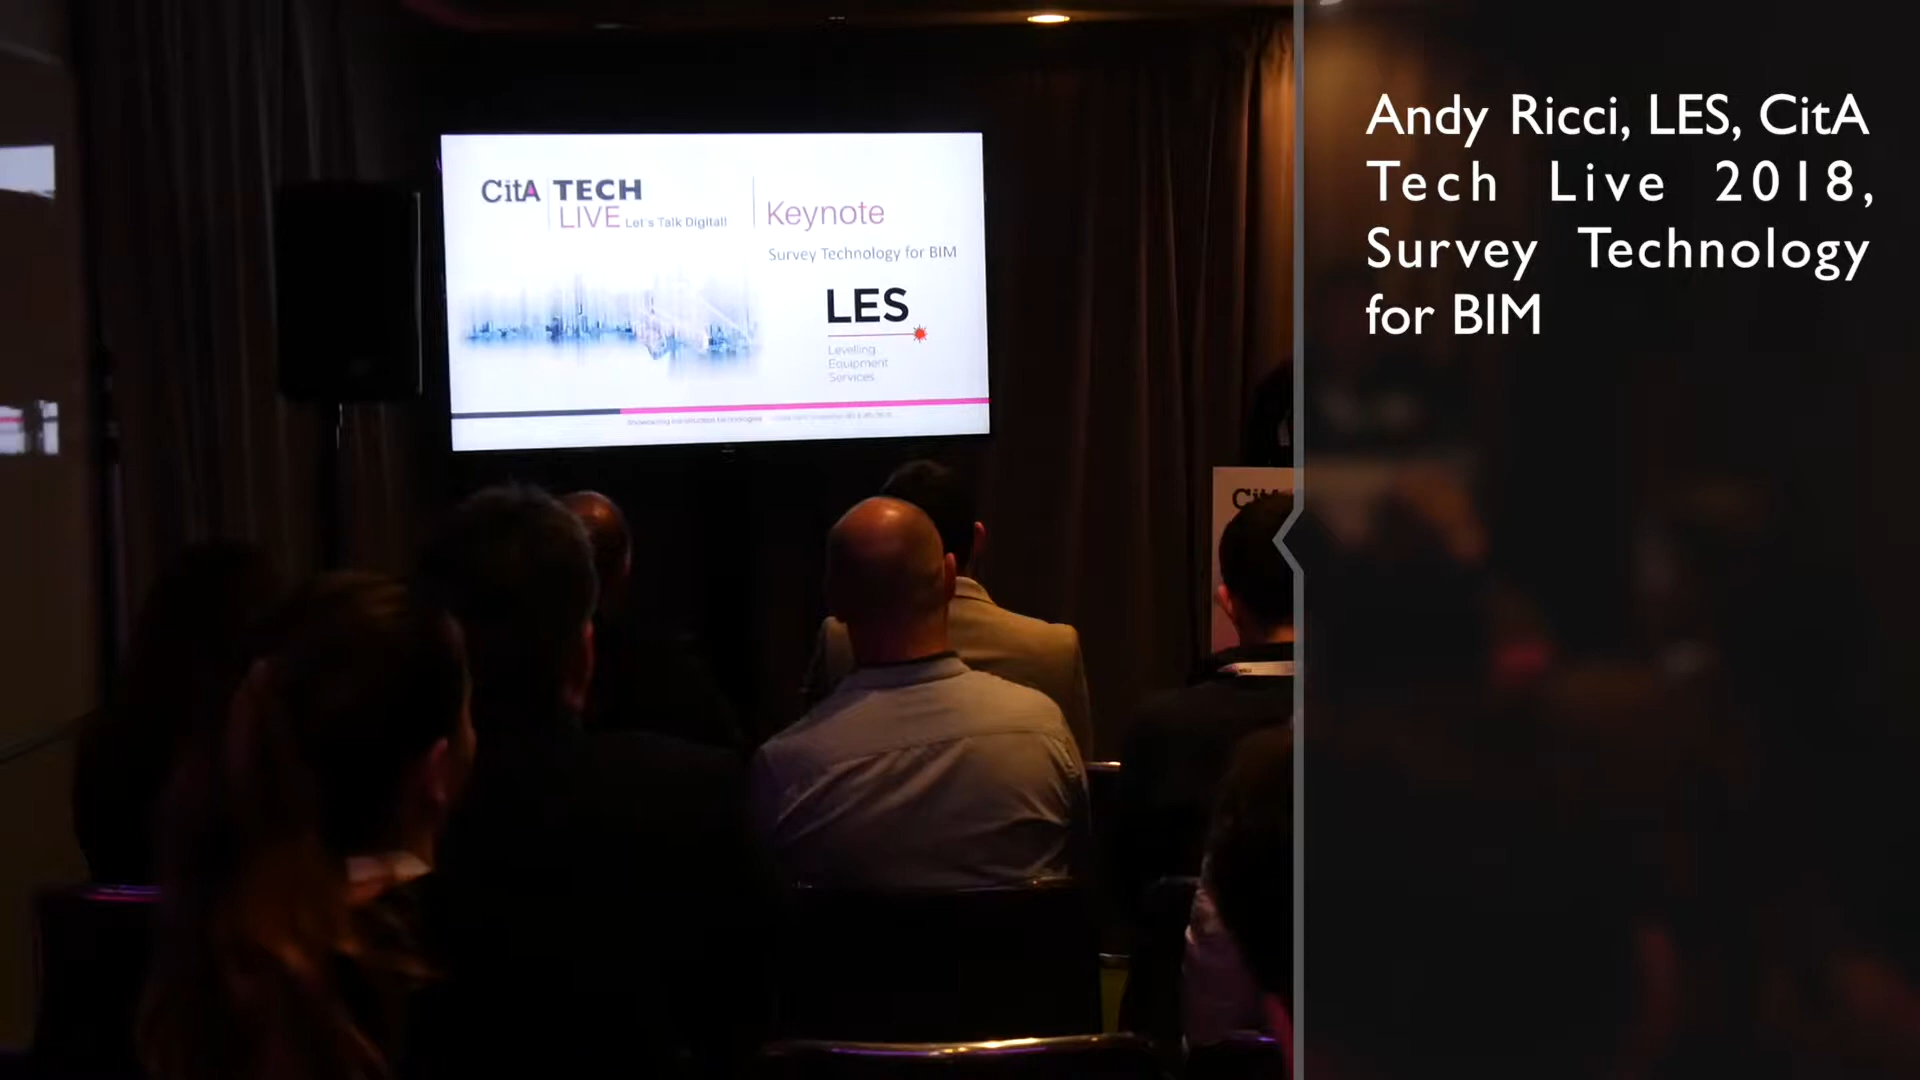 CitA TECH
LIVE Let's Talk Digital!
Keynote
Survey Technology for BIM
LES
Levelling
Equipment
Services
CitA
Andy Ricci, LES, CitA
Tech Live 2018,
Survey Technology
for BIM